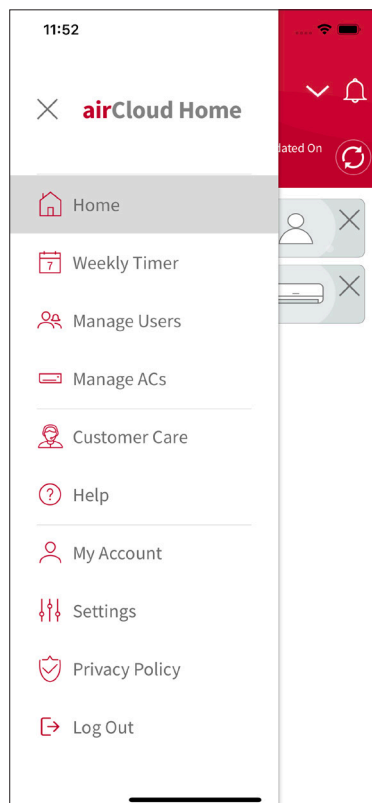 11:52
airCloud Home
dated On
Home
7
Weekly Timer
Manage Users
Manage ACs
Customer Care
?
Help
My Account
Settings
Privacy Policy
Log Out